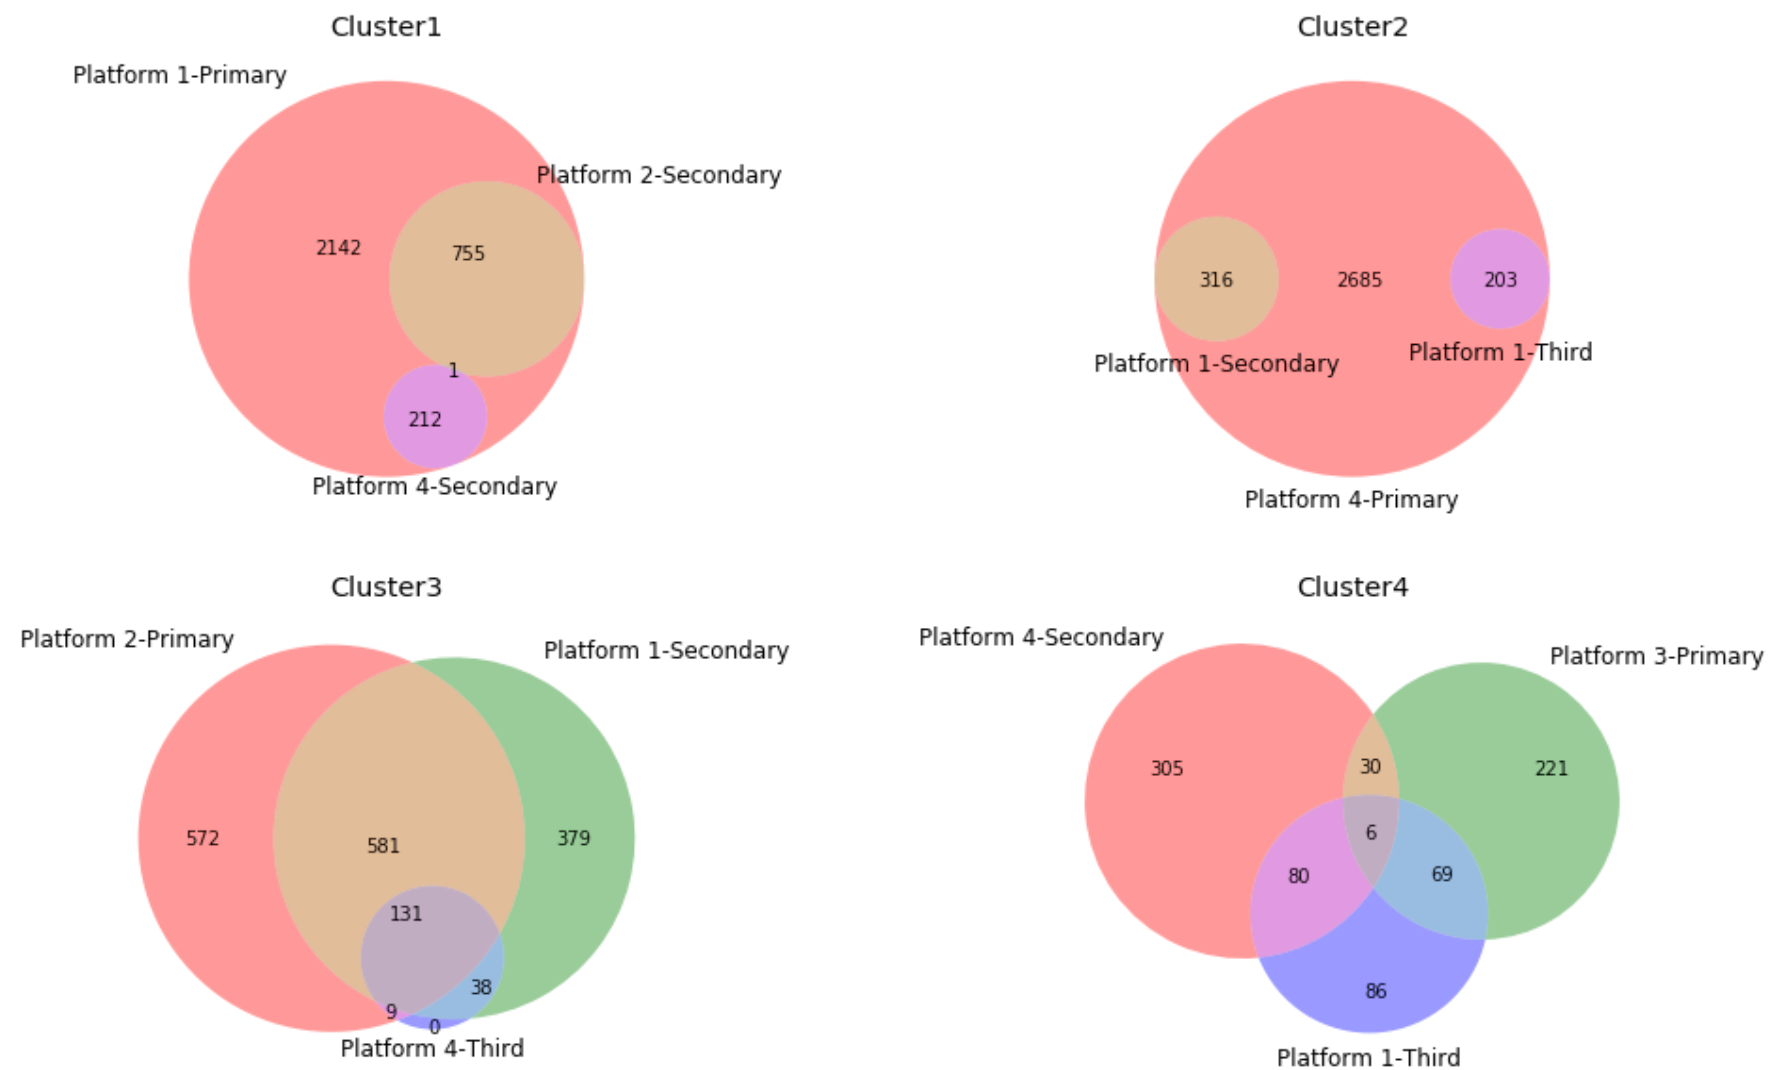 Cluster1
Platform 1-Primary
Platform 2-Secondary
2142
755
1
212
Platform 4-Secondary
Cluster2
316
2685
203
Platform 1-Secondary
Platform 1-Third
Platform 4-Primary
Cluster3
Platform 2-Primary
Platform 1-Secondary
572
581
379
131
38
9
0
Platform 4-Third
Cluster4
Platform 4-Secondary
Platform 3-Primary
305
30
221
6
80
69
86
Platform 1-Third